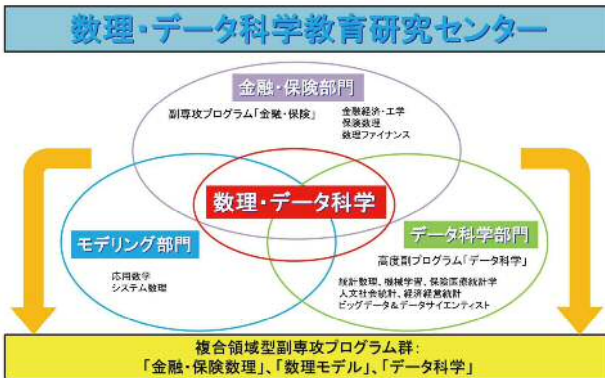 数理・データ科学教育研究センター
金融・保険部門
副専攻プログラム「金融・保険」
金融経済・工学
保険数理
数理ファイナンス
数理・データ科学
モデリング部門
応用数学
システム数理
データ科学部門
高度副プログラム「データ科学」
統計数理、機械学習、保険医療統計学
人文社会統計、経済経営統計
ビッグデータ&データサイエンティスト
複合領域型副専攻プログラム群:
「金融・保険数理」、「数理モデル」、「データ科学」